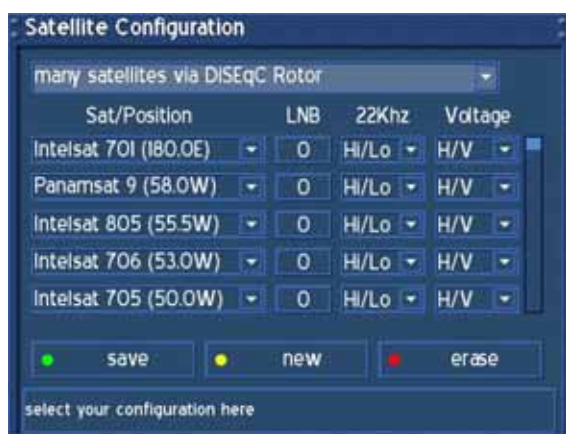 Satellite Configuration
many satellites via DiSEqC Rotor
Sat/Position LNB 22Khz Voltage
Intelsat 701 (180.0E) 0 Hi/Lo H/V
Panamsat 9 (58.0W) 0 Hi/Lo H/V
Intelsat 805 (55.5W) 0 Hi/Lo H/V
Intelsat 706 (53.0W) 0 Hi/Lo H/V
Intelsat 705 (50.0W) 0 Hi/Lo H/V
save new erase
select your configuration here